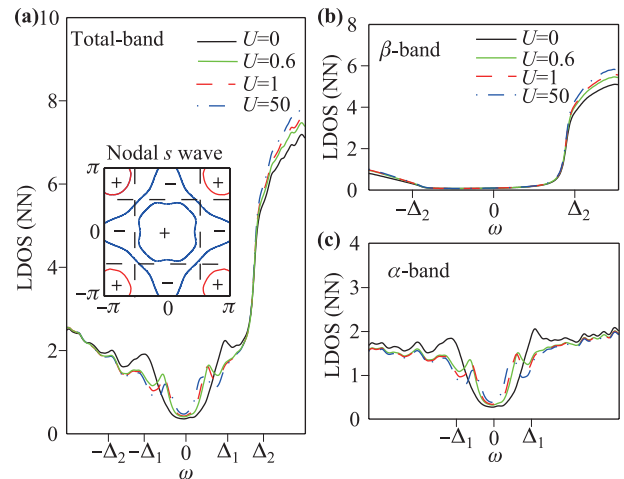 (a)
Total-band
U=0
U=0.6
U=1
U=50
LDOS (NN)
10
8
6
4
2
0
Nodal s wave
π
0
−π
−π
0
π
+
−
−
+
−
−
+
+
+
−Δ2
−Δ1
0
Δ1
Δ2
ω
(b)
β-band
U=0
U=0.6
U=1
U=50
LDOS (NN)
8
6
4
2
0
−Δ2
0
Δ2
ω
(c)
α-band
LDOS (NN)
4
3
2
1
0
−Δ1
0
Δ1
ω